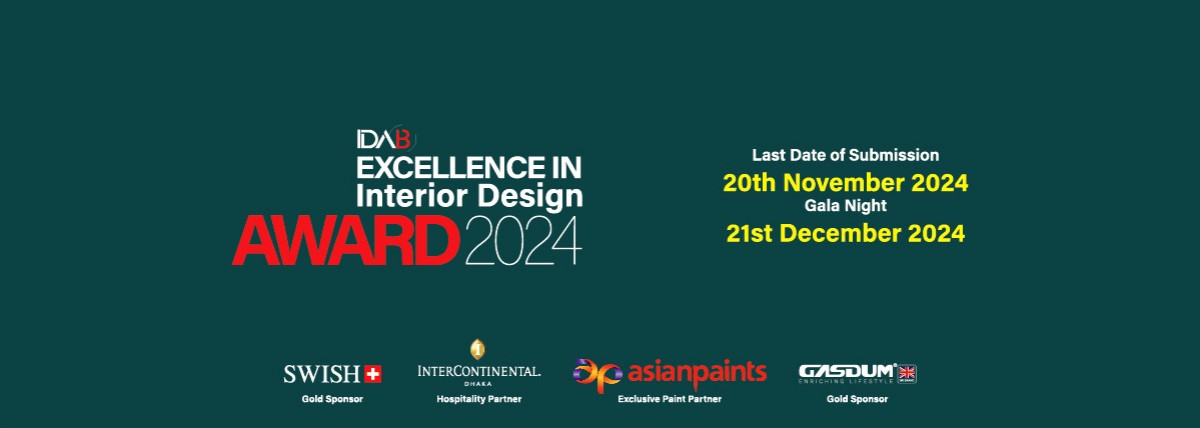 IDAB
EXCELLENCE IN
Interior Design
AWARD 2024
Last Date of Submission
20th November 2024
Gala Night
21st December 2024
SWISH
Gold Sponsor
INTERCONTINENTAL.
DHAKA
Hospitality Partner
asianpaints
Exclusive Paint Partner
GASDUM
ENRICHING LIFESTYLE
Gold Sponsor